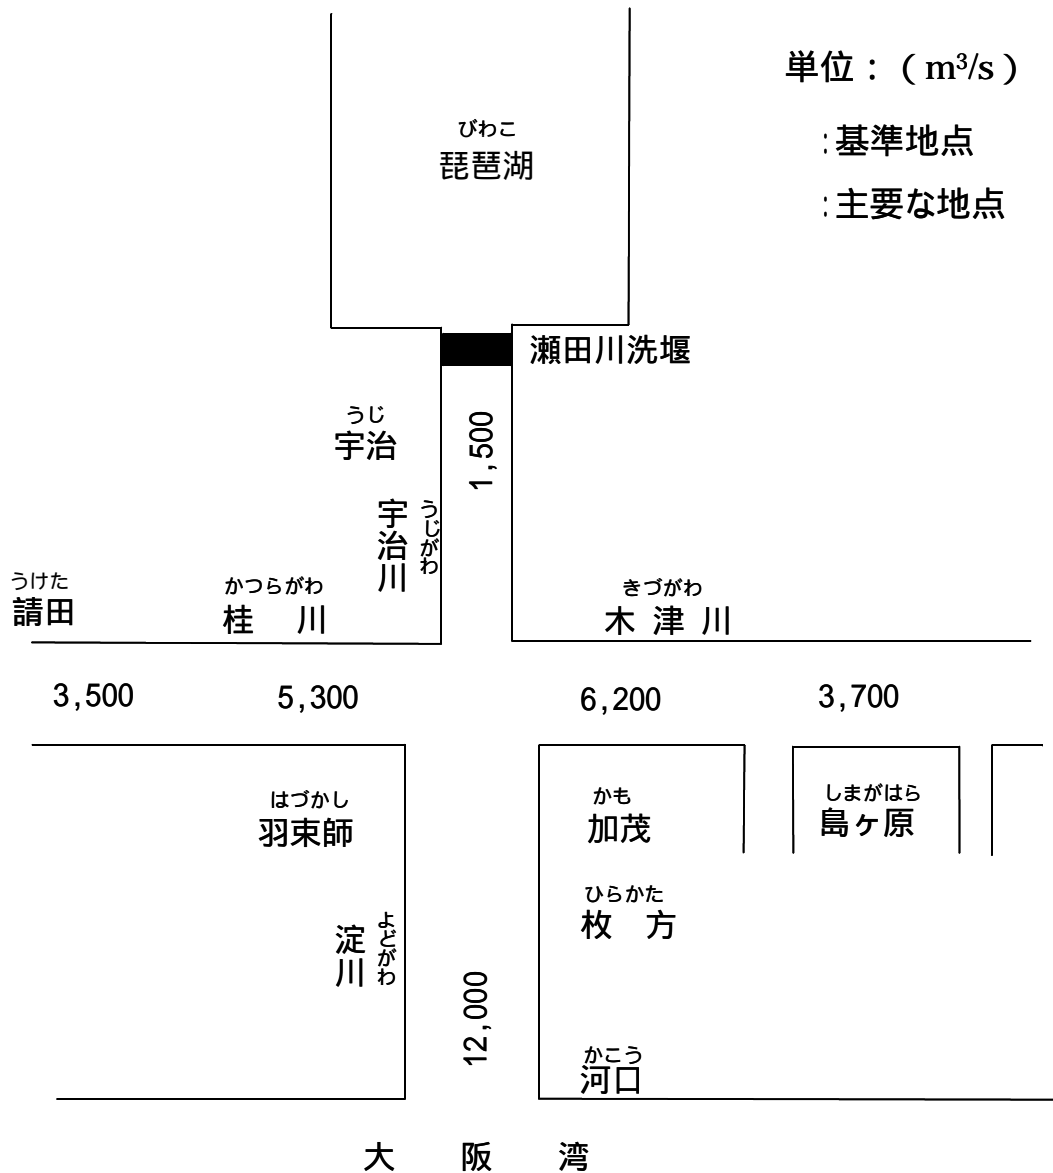 単位：（m³/s）
:基準地点
:主要な地点
びわこ
琵琶湖
瀬田川洗堰
うじ
宇治
1,500
宇治川
うじがわ
うけた
請田
かつらがわ
桂　川
きづがわ
木津川
3,500
5,300
6,200
3,700
はづかし
羽束師
かも
加茂
しまがはら
島ヶ原
ひらかた
枚　方
淀川
よどがわ
12,000
かこう
河口
大　阪　湾